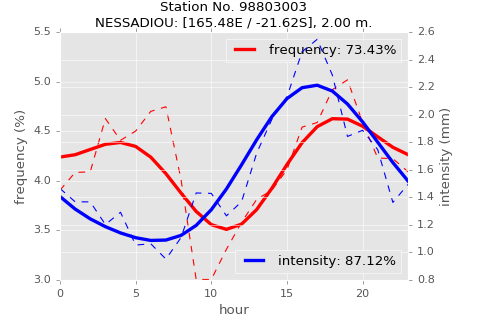 Station No. 98803003
NESSADIOU: [165.48E / -21.62S], 2.00 m.
frequency: 73.43%
intensity: 87.12%
frequency (%)
5.5
5.0
4.5
4.0
3.5
3.0
intensity (mm)
2.6
2.4
2.2
2.0
1.8
1.6
1.4
1.2
1.0
0.8
0 5 10 15 20
hour